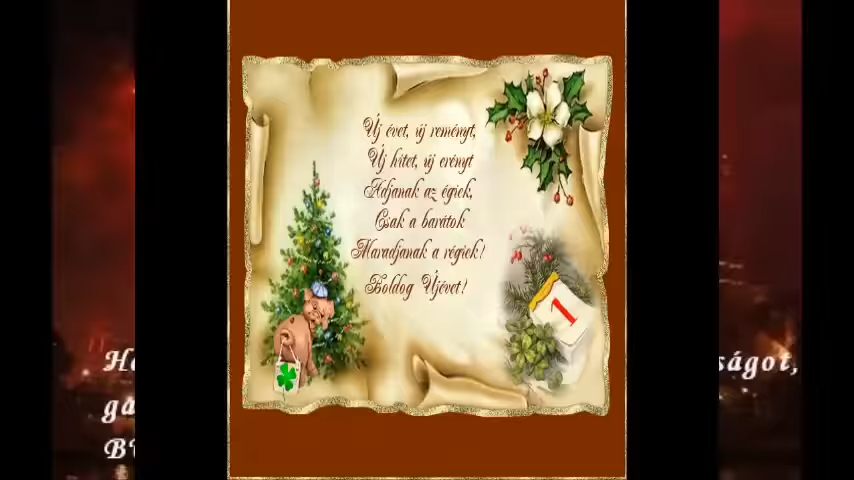 Új évet, új reményt,
Új hitet, új erényt
Adjanak az égiek,
Csak a barátok
Maradjanak a régiek!
Boldog Újévet!
1